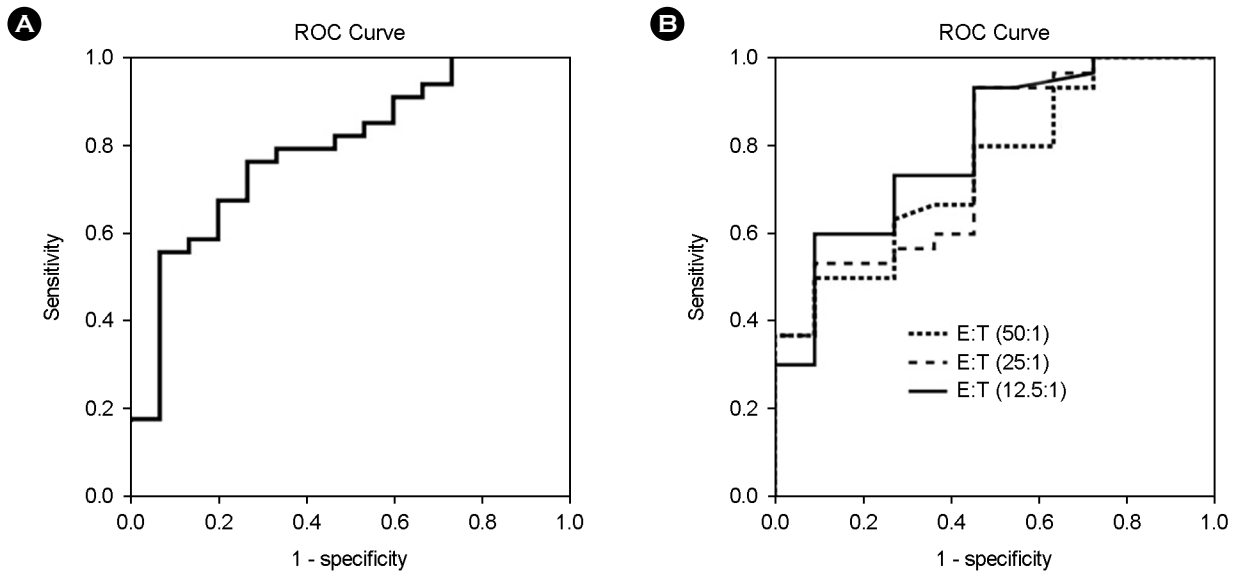 A
ROC Curve
1.0
0.8
0.6
0.4
0.2
0.0
Sensitivity
0.0 0.2 0.4 0.6 0.8 1.0
1 - specificity
B
ROC Curve
1.0
0.8
0.6
0.4
0.2
0.0
Sensitivity
E:T (50:1)
E:T (25:1)
E:T (12.5:1)
0.0 0.2 0.4 0.6 0.8 1.0
1 - specificity